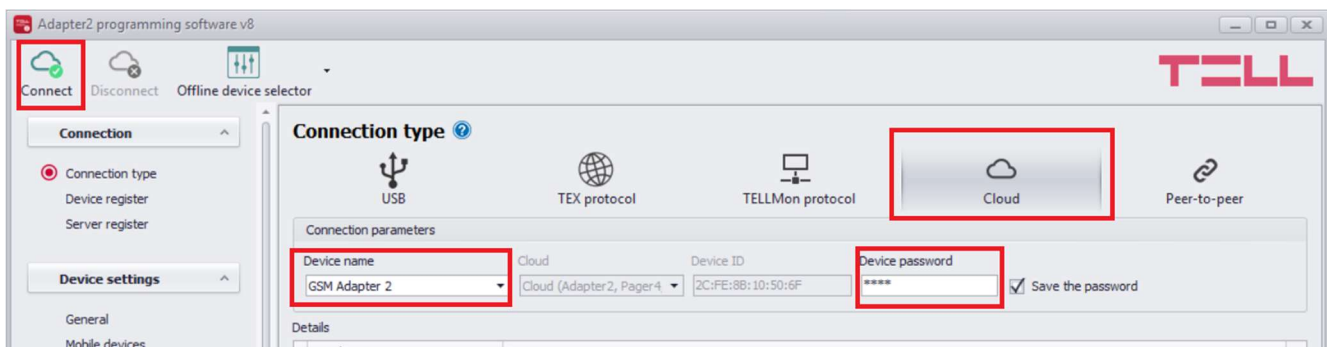 Adapter2 programming software v8
Connect Disconnect Offline device selector
TELL
Connection
Connection type
Device register
Server register
Device settings
General
Mobile devices
Connection type
USB TEX protocol TELLMon protocol Cloud Peer-to-peer
Connection parameters
Device name Cloud Device ID Device password
GSM Adapter 2 Cloud (Adapter2, Pager4, 2C:FE:8B:10:50:6F **** Save the password
Details